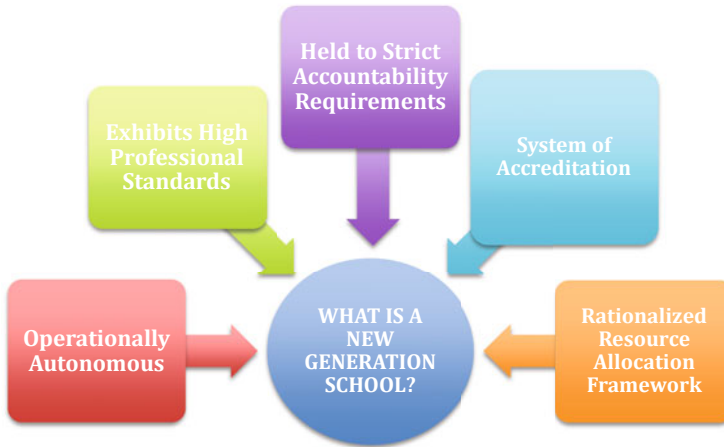 Held to Strict
Accountability
Requirements
Exhibits High
Professional
Standards
System of
Accreditation
Operationally
Autonomous
WHAT IS A
NEW
GENERATION
SCHOOL?
Rationalized
Resource
Allocation
Framework